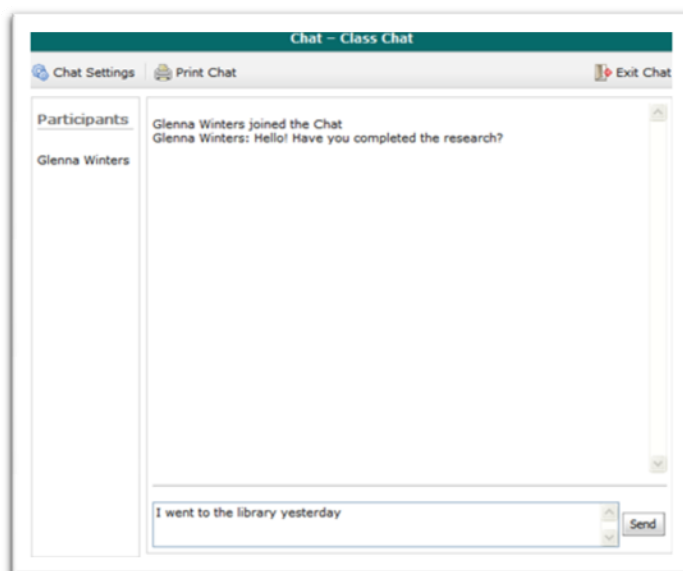 Chat – Class Chat
Chat Settings
Print Chat
Exit Chat
Participants
Glenna Winters
Glenna Winters joined the Chat
Glenna Winters: Hello! Have you completed the research?
I went to the library yesterday
Send